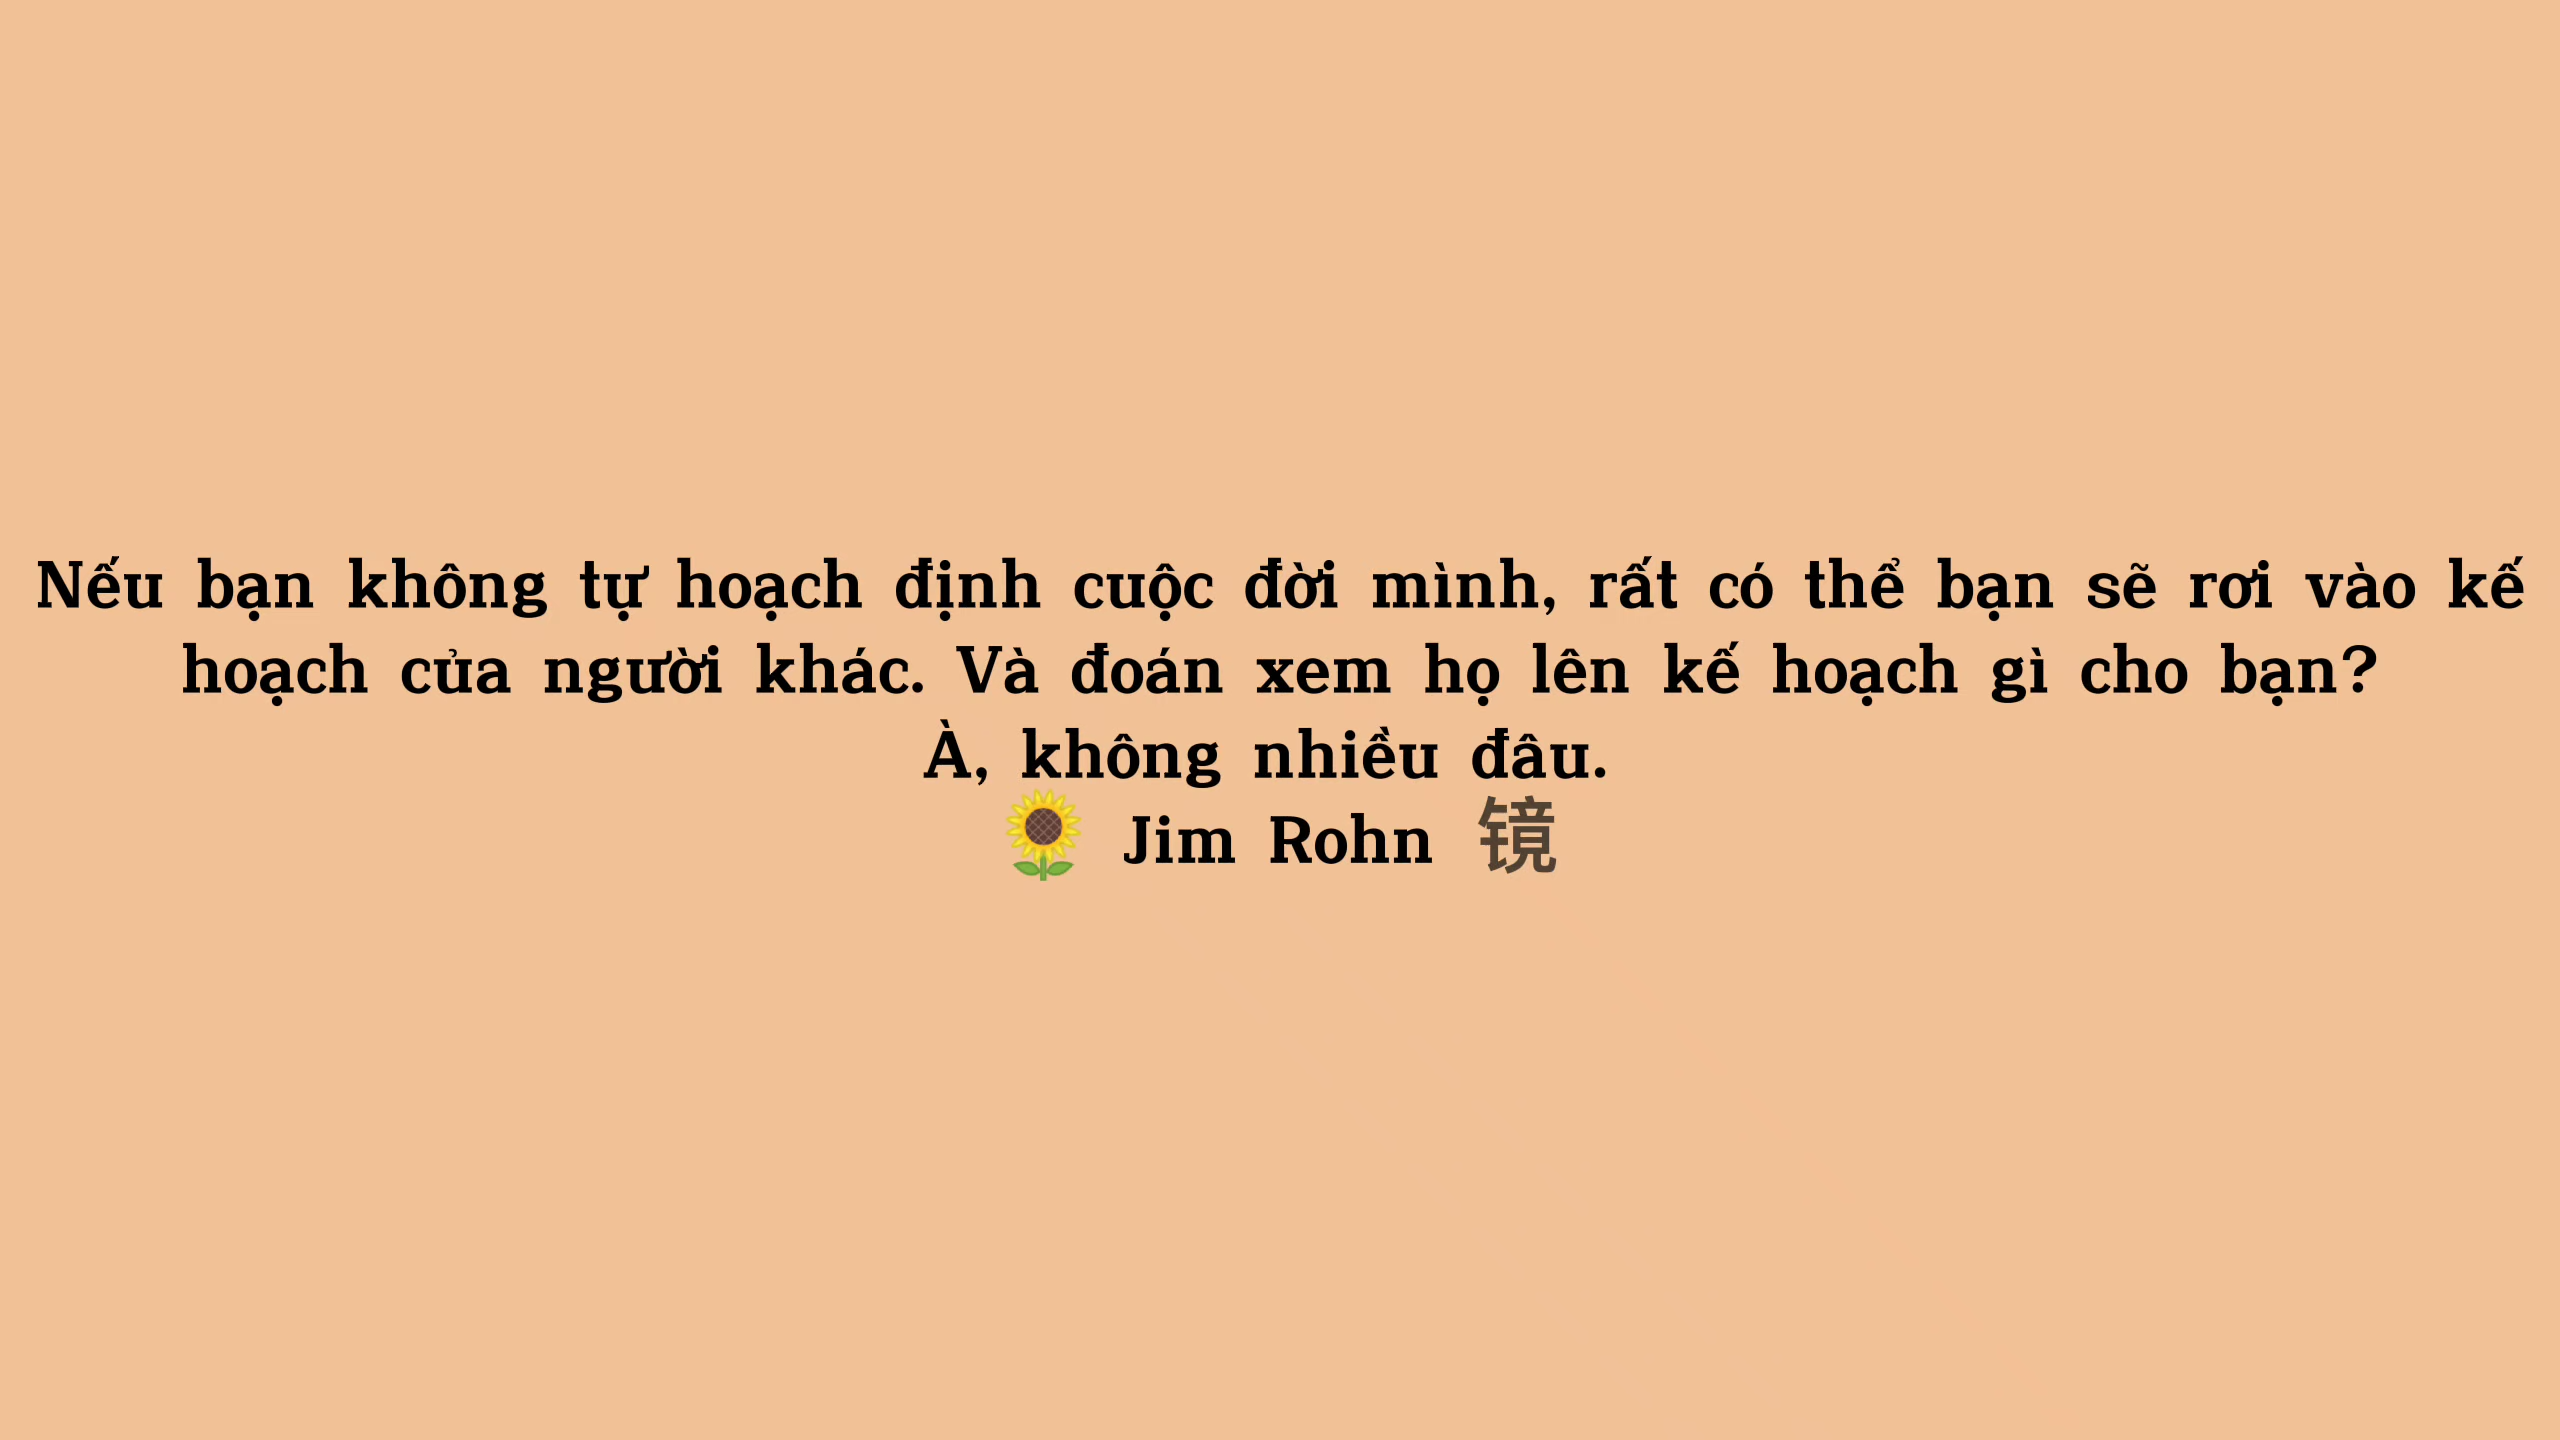 Nếu bạn không tự hoạch định cuộc đời mình, rất có thể bạn sẽ rơi vào kế
hoạch của người khác. Và đoán xem họ lên kế hoạch gì cho bạn?
À, không nhiều đâu.
🌻 Jim Rohn 镜